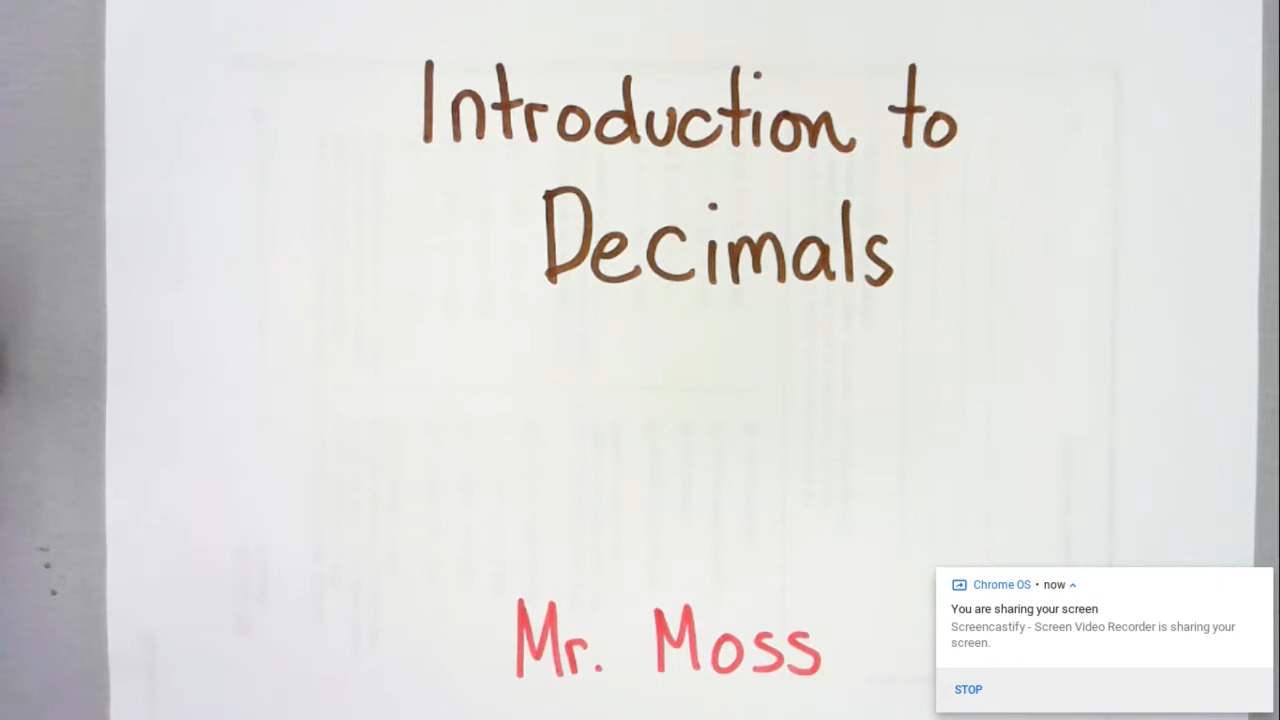 Introduction to
Decimals
Mr. Moss
Chrome OS • now
You are sharing your screen
Screencastify - Screen Video Recorder is sharing your
screen.
STOP